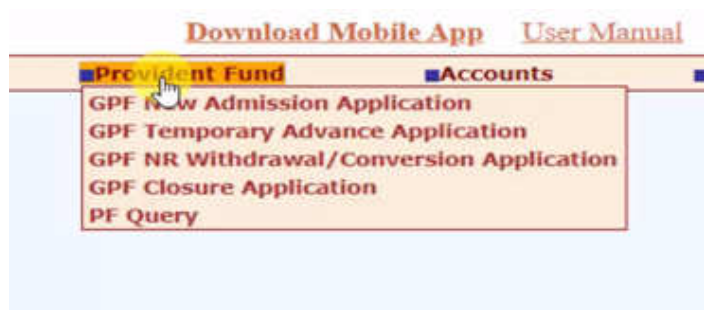 Download Mobile App User Manual
Provident Fund Accounts
GPF New Admission Application
GPF Temporary Advance Application
GPF NR Withdrawal/Conversion Application
GPF Closure Application
PF Query